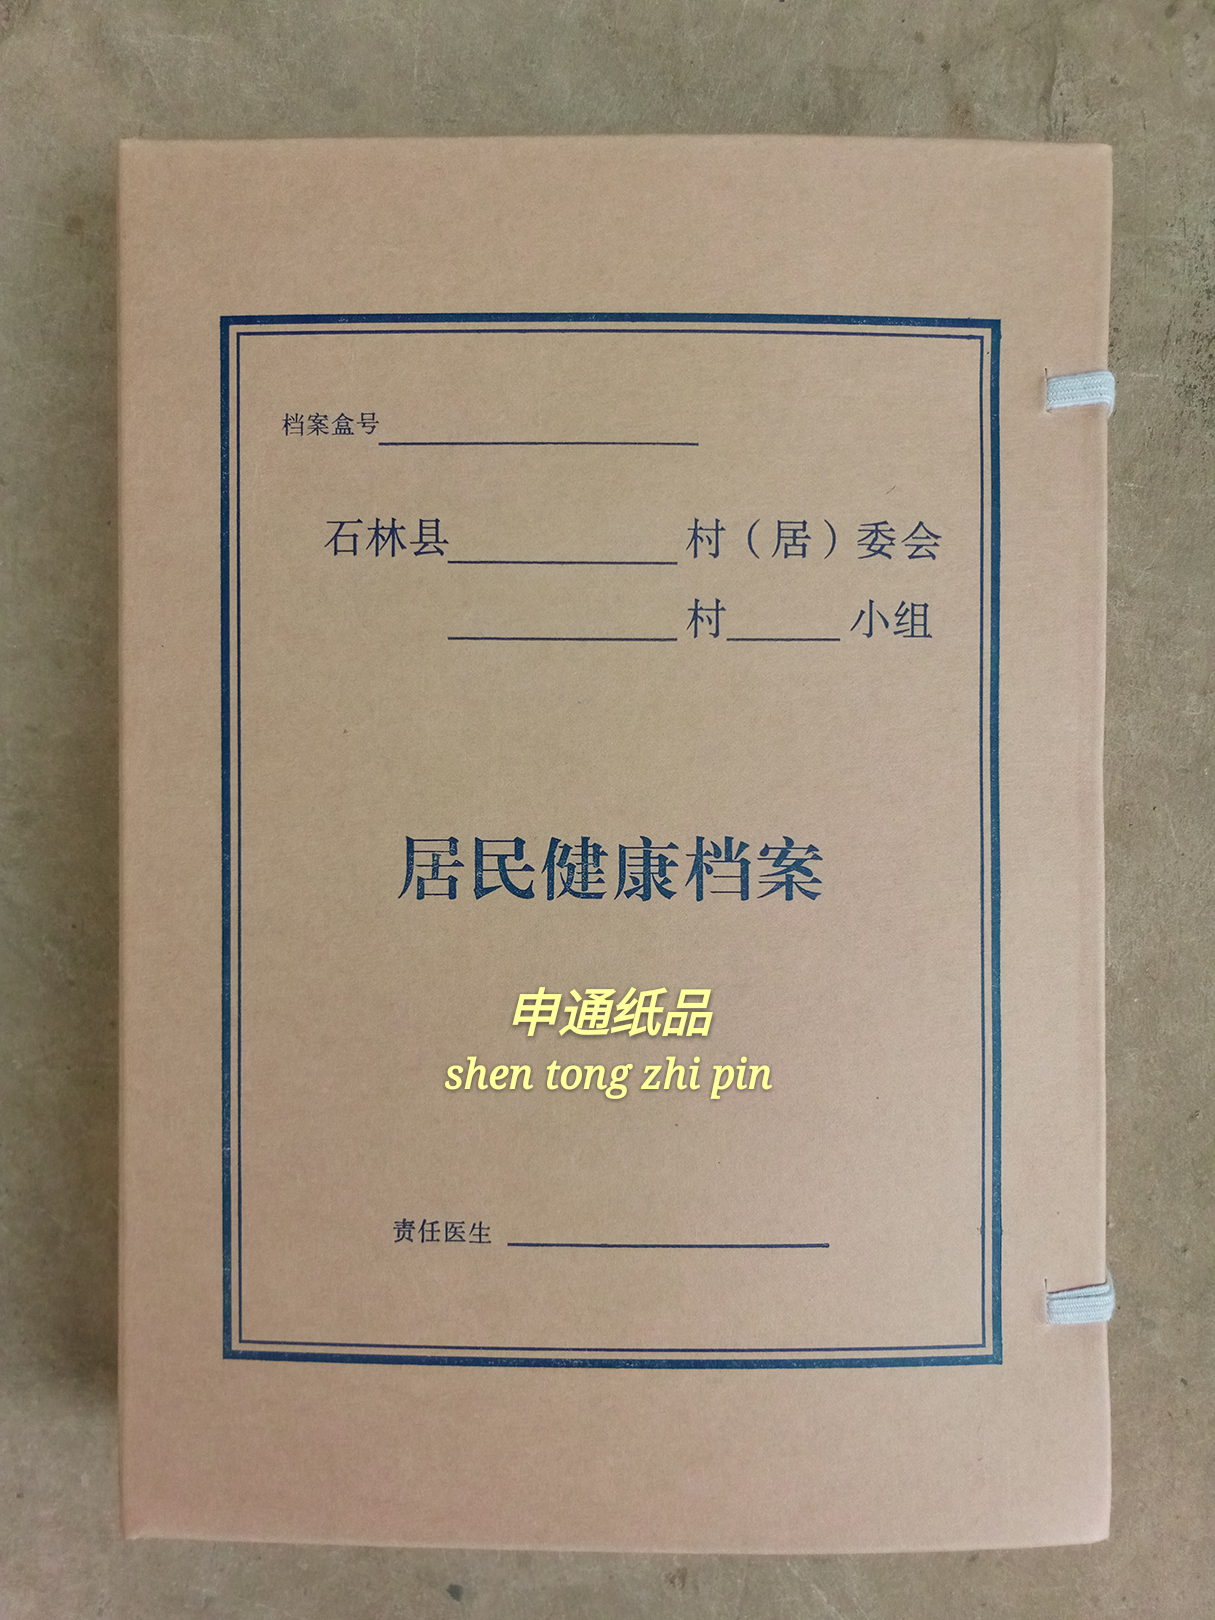 档案盒号
石林县 村（居）委会
村 小组
居民健康档案
申通纸品
shen tong zhi pin
责任医生